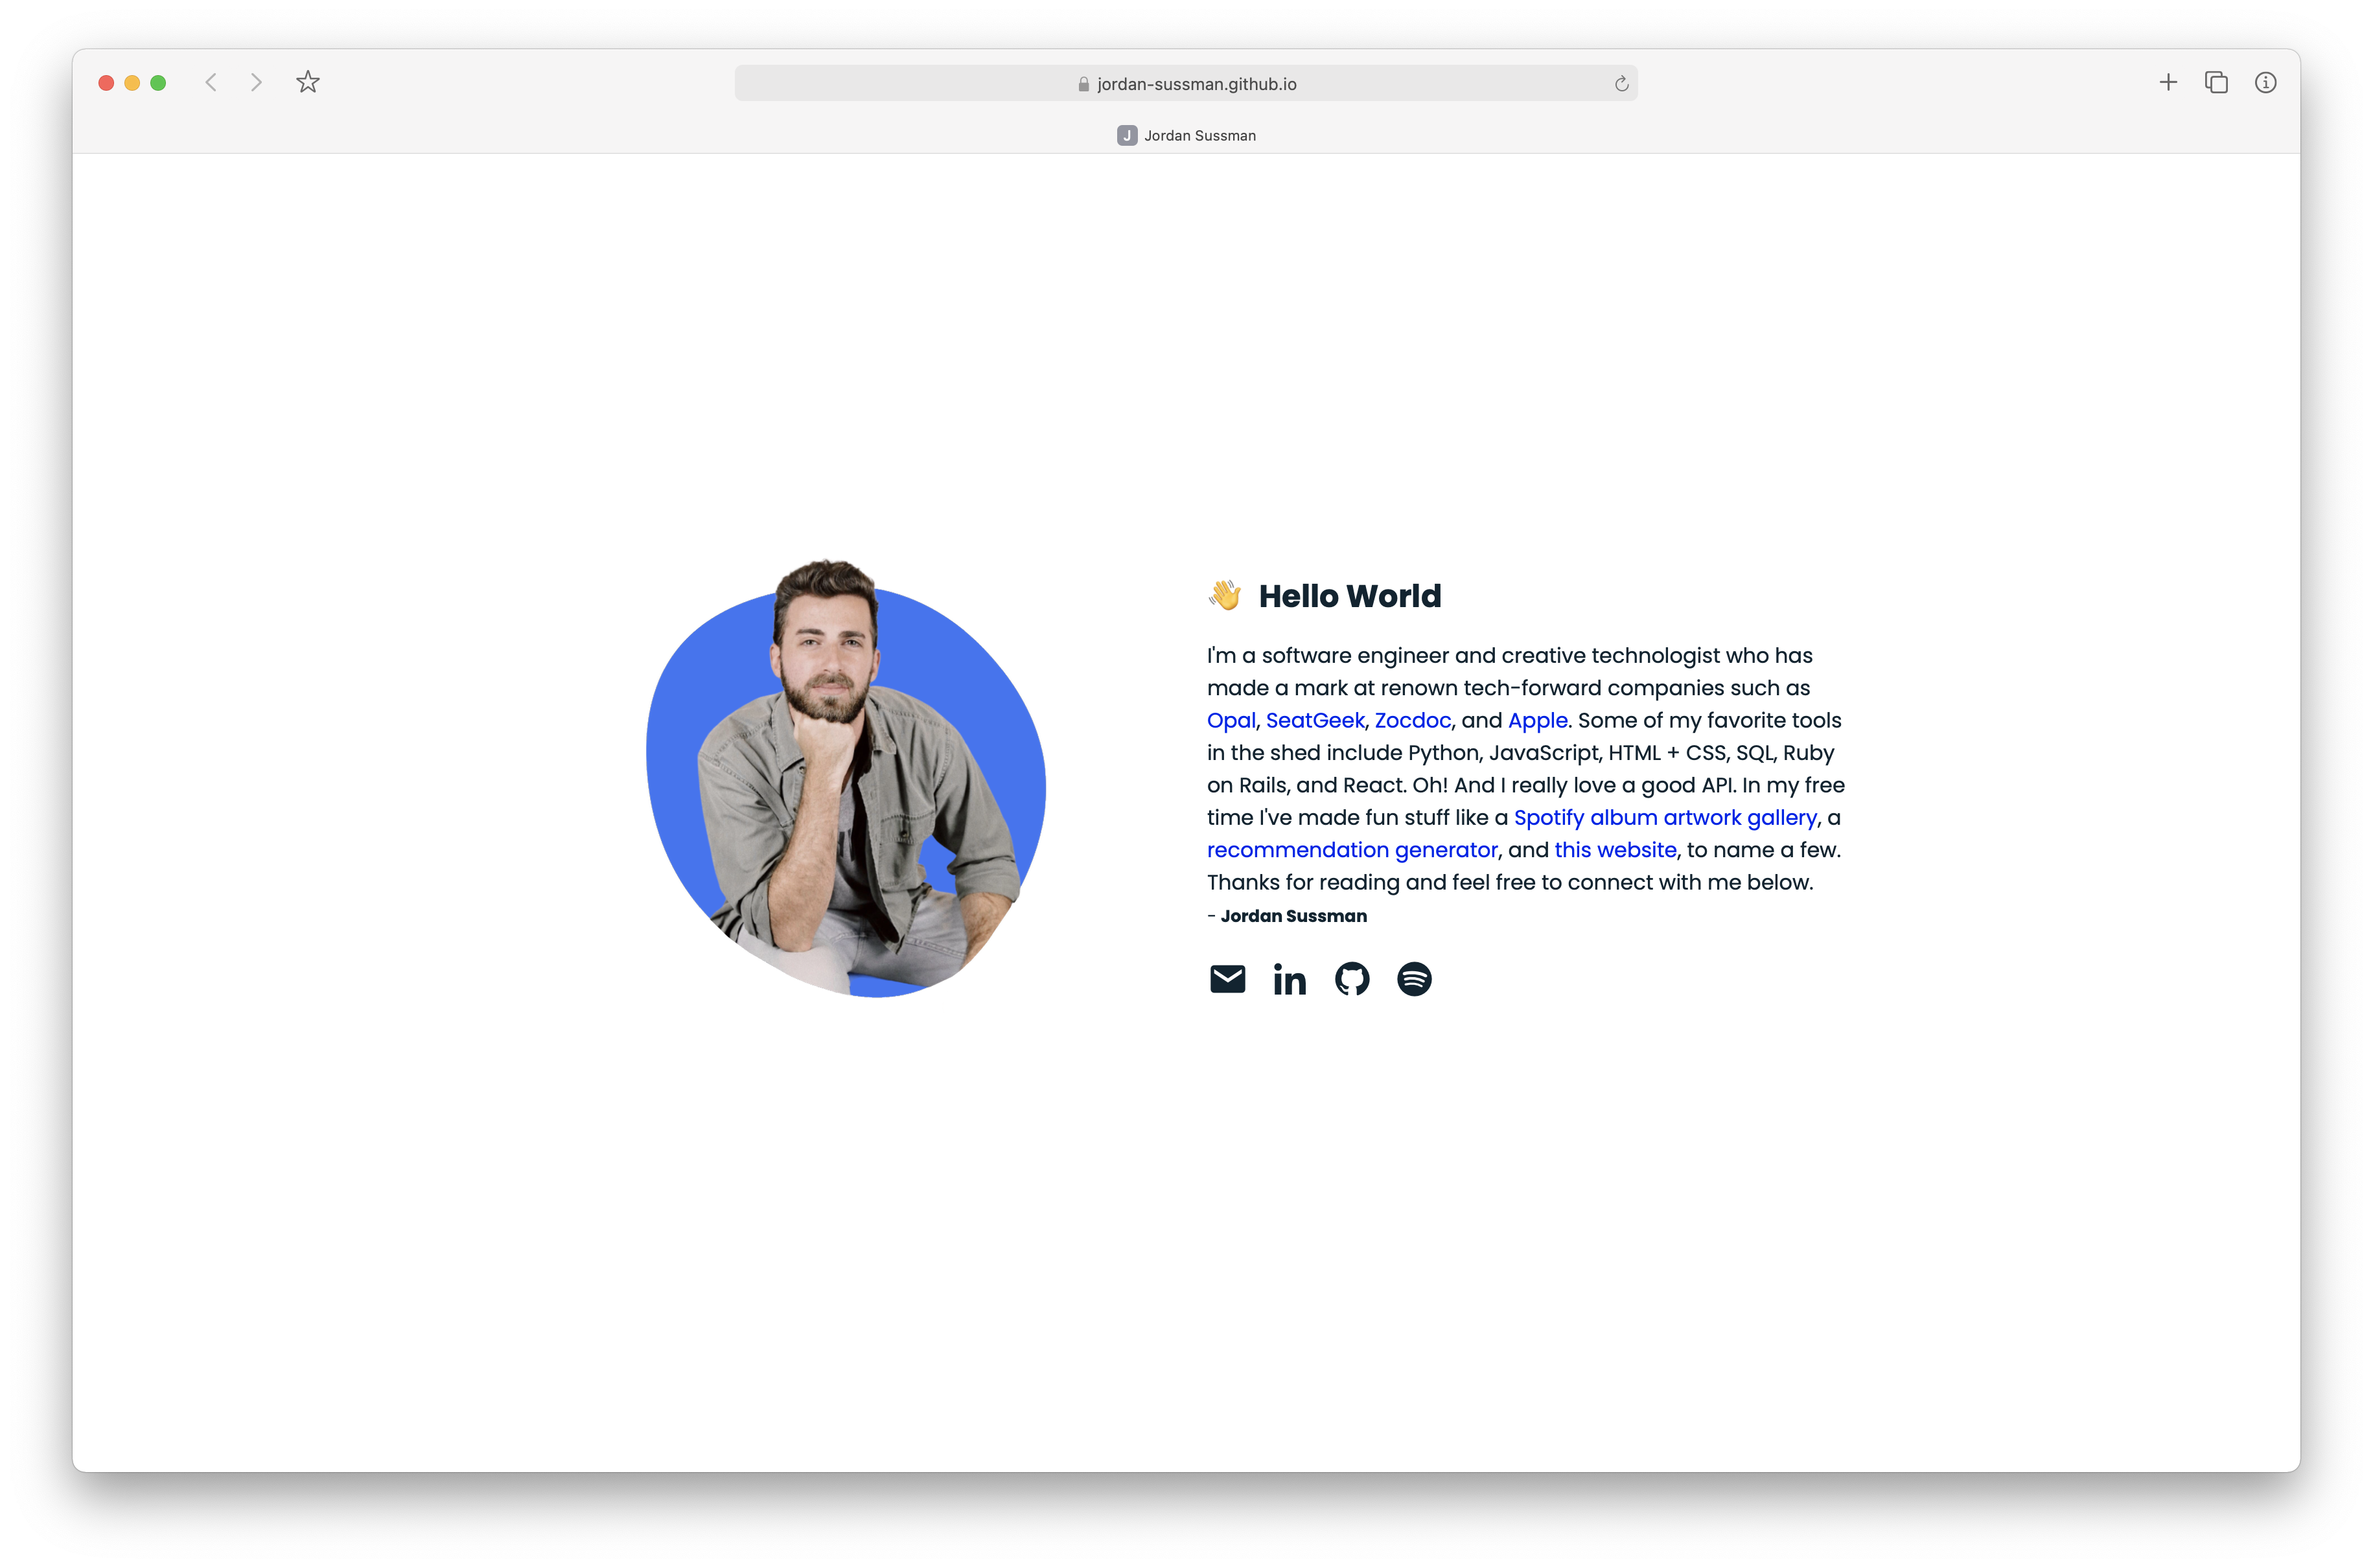 jordan-sussman.github.io
J Jordan Sussman
👋 Hello World
I'm a software engineer and creative technologist who has
made a mark at renown tech-forward companies such as
Opal, SeatGeek, Zocdoc, and Apple. Some of my favorite tools
in the shed include Python, JavaScript, HTML + CSS, SQL, Ruby
on Rails, and React. Oh! And I really love a good API. In my free
time I've made fun stuff like a Spotify album artwork gallery, a
recommendation generator, and this website, to name a few.
Thanks for reading and feel free to connect with me below.
- Jordan Sussman
in